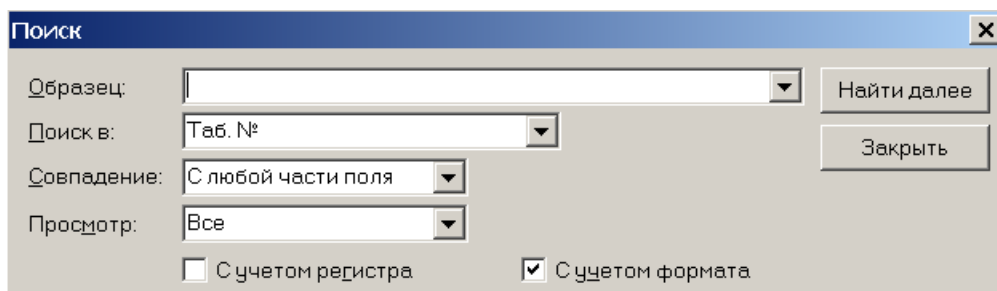 Поиск
Образец:
Найти далее
Поиск в: Таб. №
Закрыть
Совпадение: С любой части поля
Просмотр: Все
С учетом регистра С учетом формата